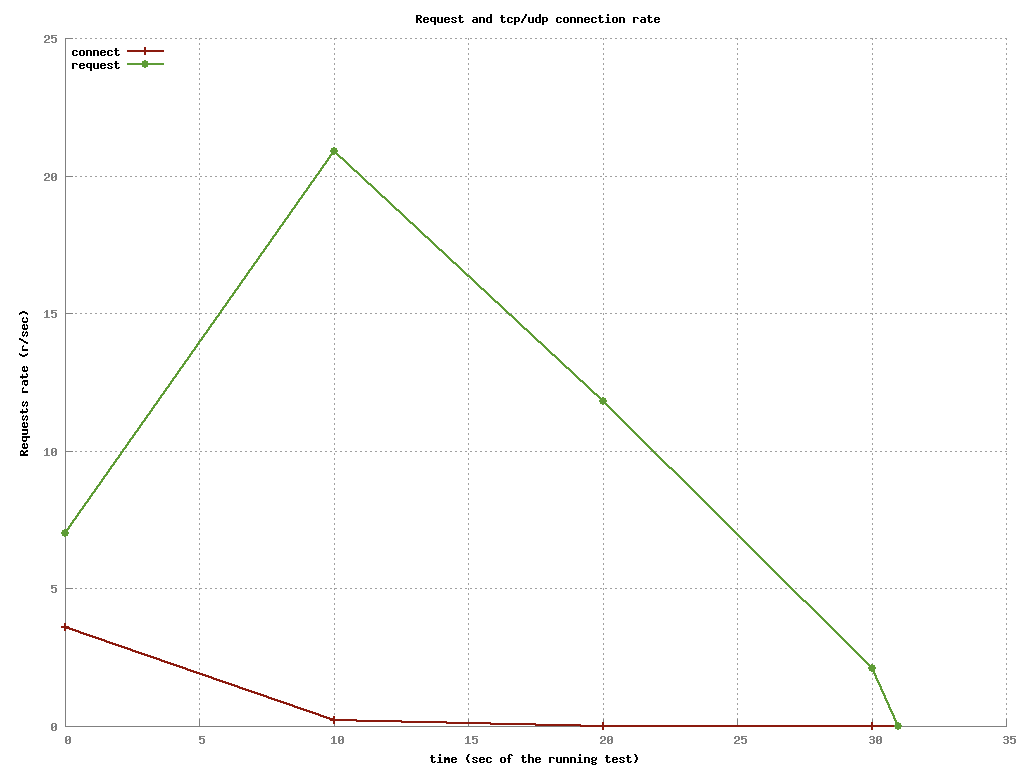 Request and tcp/udp connection rate
connect
request
25
20
15
10
5
0
Requests rate (r/sec)
0 5 10 15 20 25 30 35
time (sec of the running test)